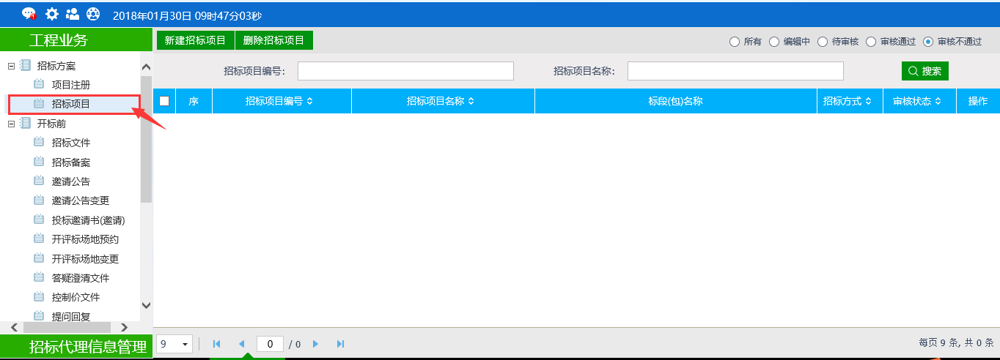 2018年01月30日 09时47分03秒
工程业务
招标方案
项目注册
招标项目
开标前
招标文件
招标备案
邀请公告
邀请公告变更
投标邀请书(邀请)
开评标场地预约
开评标场地变更
答疑澄清文件
控制价文件
提问回复
招标代理信息管理
新建招标项目 删除招标项目 所有 编辑中 待审核 审核通过 审核不通过
招标项目编号: 招标项目名称: 搜索
序 招标项目编号 招标项目名称 标段(包)名称 招标方式 审核状态 操作
9 0 / 0 每页 9 条, 共 0 条